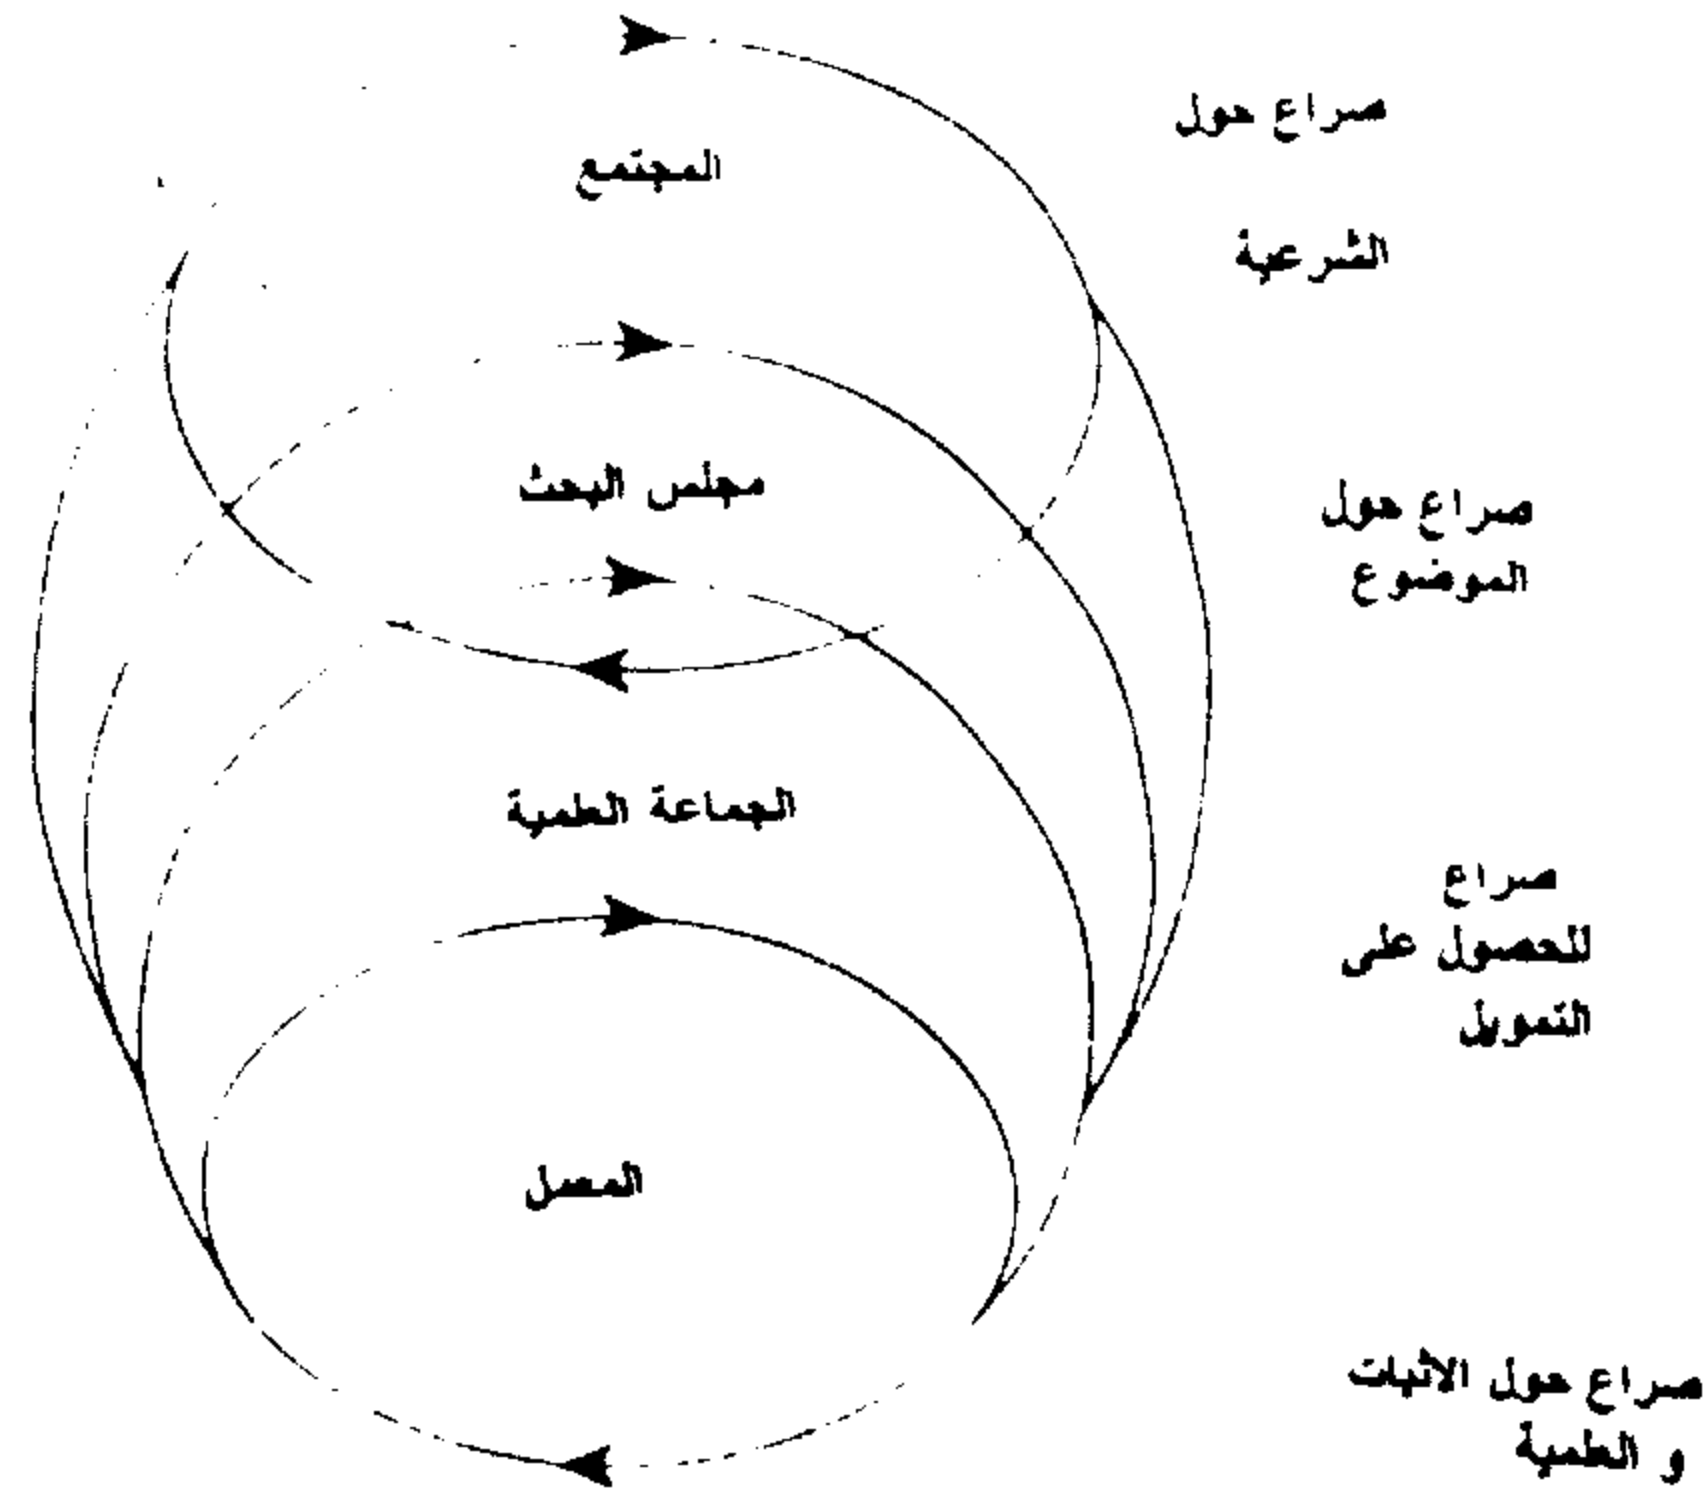 صراع حول
المجتمع
الشرعية
مجلس البحث
صراع حول
الموضوع
الجماعة العلمية
صراع
للحصول على
التمويل
المعمل
صراع حول الاثبات
و العلمية